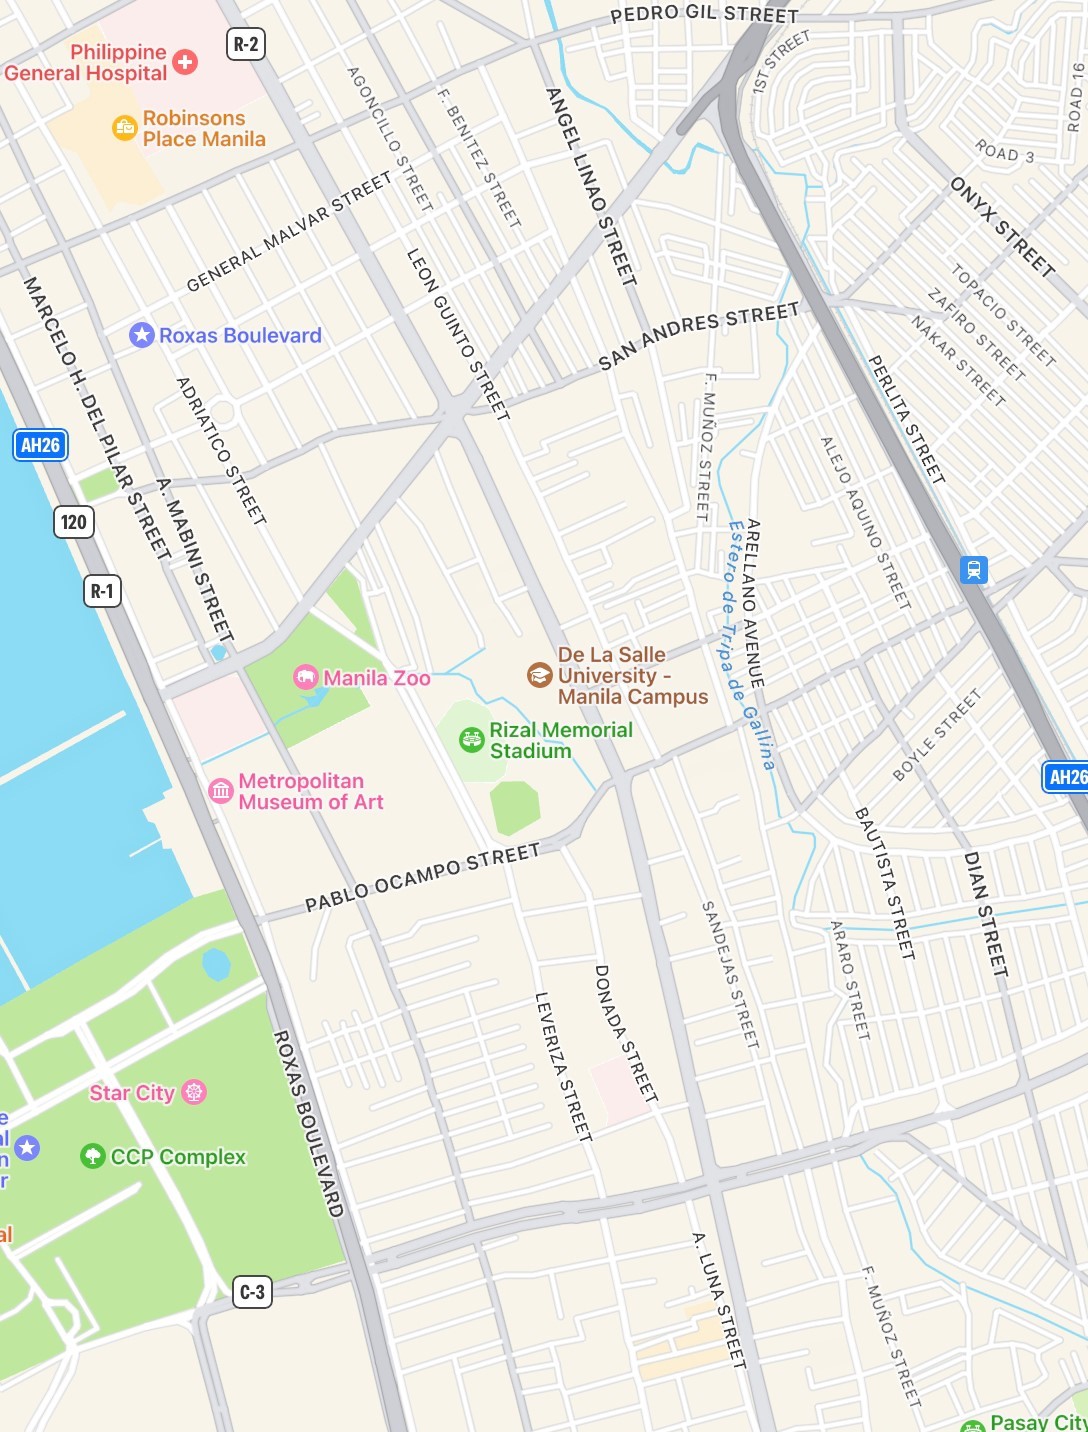 PEDRO GIL STREET
R-2
Philippine
General Hospital
1ST STREET
ROAD 16
AGONCILLO STREET
F. BENITEZ STREET
ANGEL LINAO STREET
Robinsons
Place Manila
ROAD 3
ONYX STREET
GENERAL MALVAR STREET
LEON GUINTO STREET
TOPACIO STREET
ZAFIRO STREET
NAKAR STREET
MARCELO H. DEL PILAR STREET
Roxas Boulevard
SAN ANDRES STREET
PERLITA STREET
ADRIATICO STREET
F. MUÑOZ STREET
AH26
ALEJO AQUINO STREET
A. MABINI STREET
120
ARELLANO AVENUE
Estero de Tripa de Gallina
R-1
De La Salle
University -
Manila Campus
Manila Zoo
BOYLE STREET
Rizal Memorial
Stadium
AH26
Metropolitan
Museum of Art
BAUTISTA STREET
PABLO OCAMPO STREET
DIAN STREET
SANDEJAS STREET
ARARO STREET
DONADA STREET
LEVERIZA STREET
ROXAS BOULEVARD
Star City
e
al
n
r
CCP Complex
al
A. LUNA STREET
F. MUÑOZ STREET
C-3
Pasay City